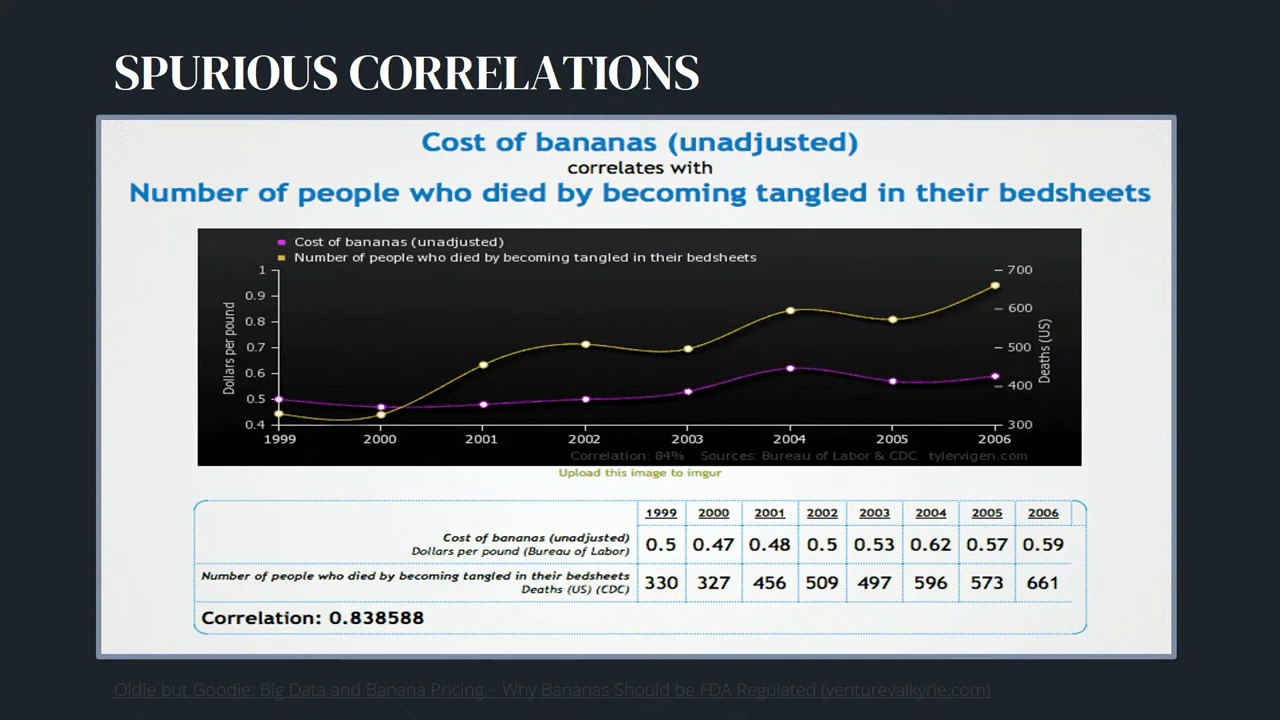 SPURIOUS CORRELATIONS
Cost of bananas (unadjusted)
correlates with
Number of people who died by becoming tangled in their bedsheets
Cost of bananas (unadjusted)
Number of people who died by becoming tangled in their bedsheets
1 700
0.9 600
0.8
0.7 500
0.6 400
0.5
0.4 300
Dollars per pound
Deaths (US)
1999 2000 2001 2002 2003 2004 2005 2006
Correlation: 84% Sources: Bureau of Labor & CDC tylervigen.com
Upload this image to imgur
1999 2000 2001 2002 2003 2004 2005 2006
Cost of bananas (unadjusted)
Dollars per pound (Bureau of Labor) 0.5 0.47 0.48 0.5 0.53 0.62 0.57 0.59
Number of people who died by becoming tangled in their bedsheets
Deaths (US) (CDC) 330 327 456 509 497 596 573 661
Correlation: 0.838588
Oldie but Goodle: Big Data and Banana Pricing – Why Bananas Should be FDA Regulated (venturevalkyrie.com)